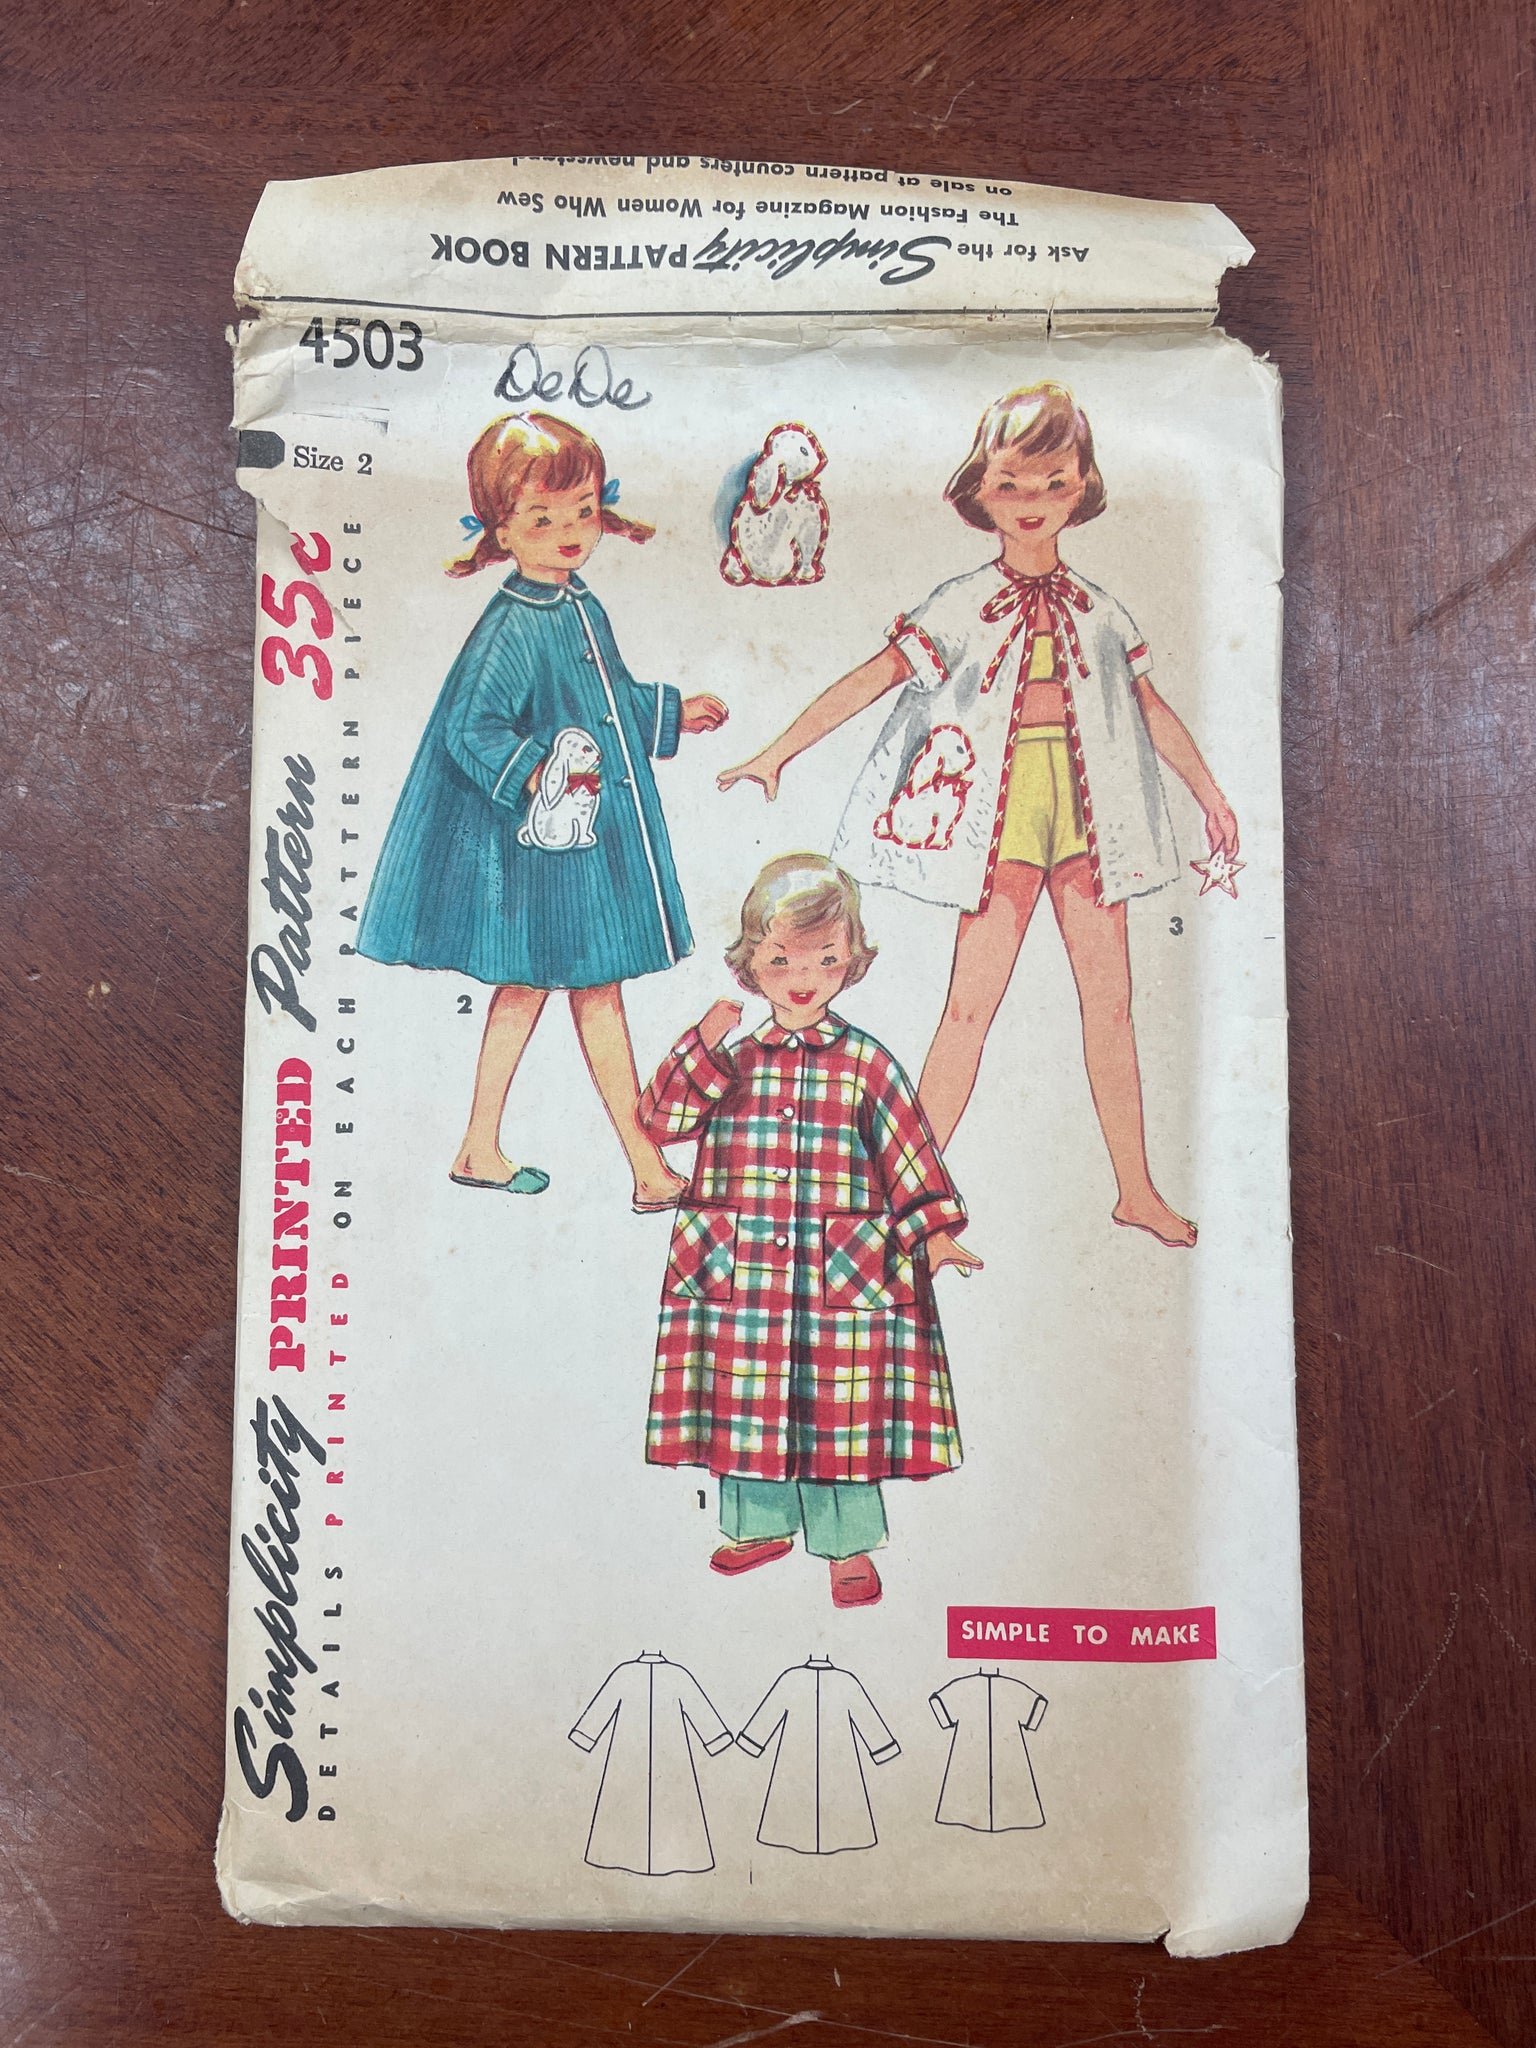 Ask for the Simplicity PATTERN BOOK
The Fashion Magazine for Women Who Sew
on sale at pattern counters and newsstand
4503
DeDe
Size 2
35c
Simplicity PRINTED Pattern
DETAILS PRINTED ON EACH PATTERN PIECE
2
3
1
SIMPLE TO MAKE